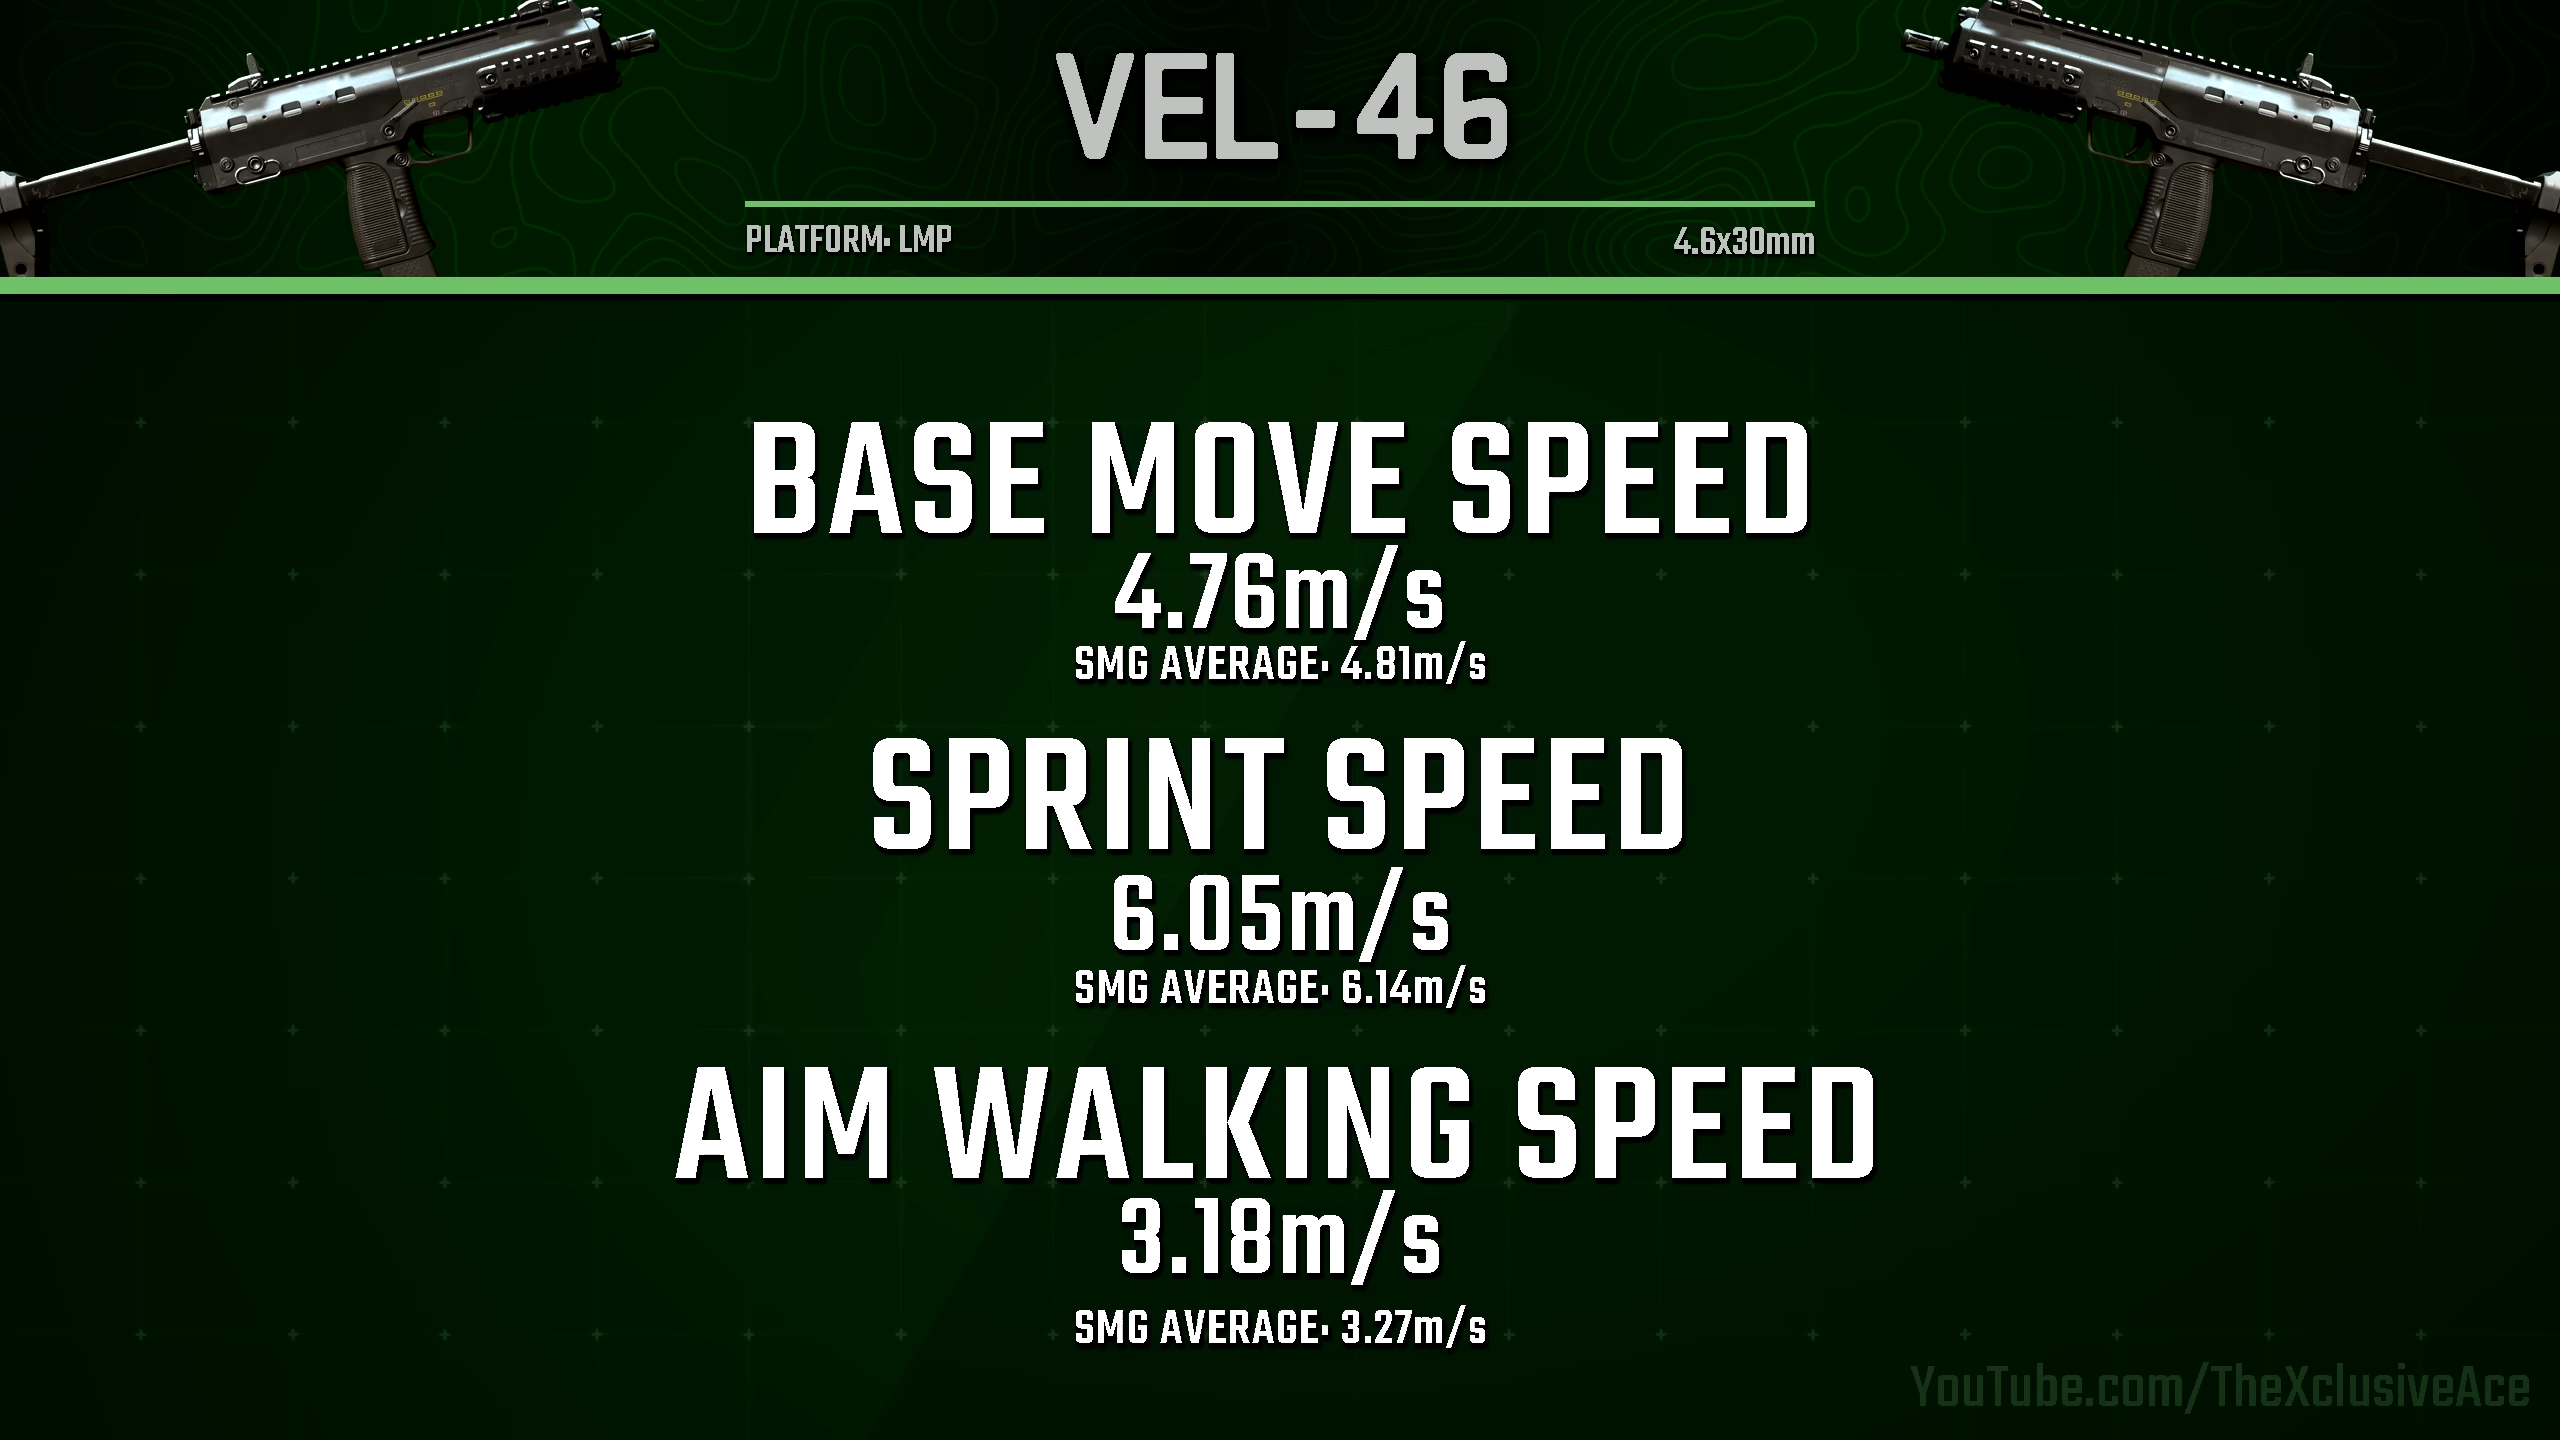 VEL-46
PLATFORM: LMP
4.6x30mm
BASE MOVE SPEED
4.76m/s
SMG AVERAGE: 4.81m/s
SPRINT SPEED
6.05m/s
SMG AVERAGE: 6.14m/s
AIM WALKING SPEED
3.18m/s
SMG AVERAGE: 3.27m/s
YouTube.com/TheXclusiveAce